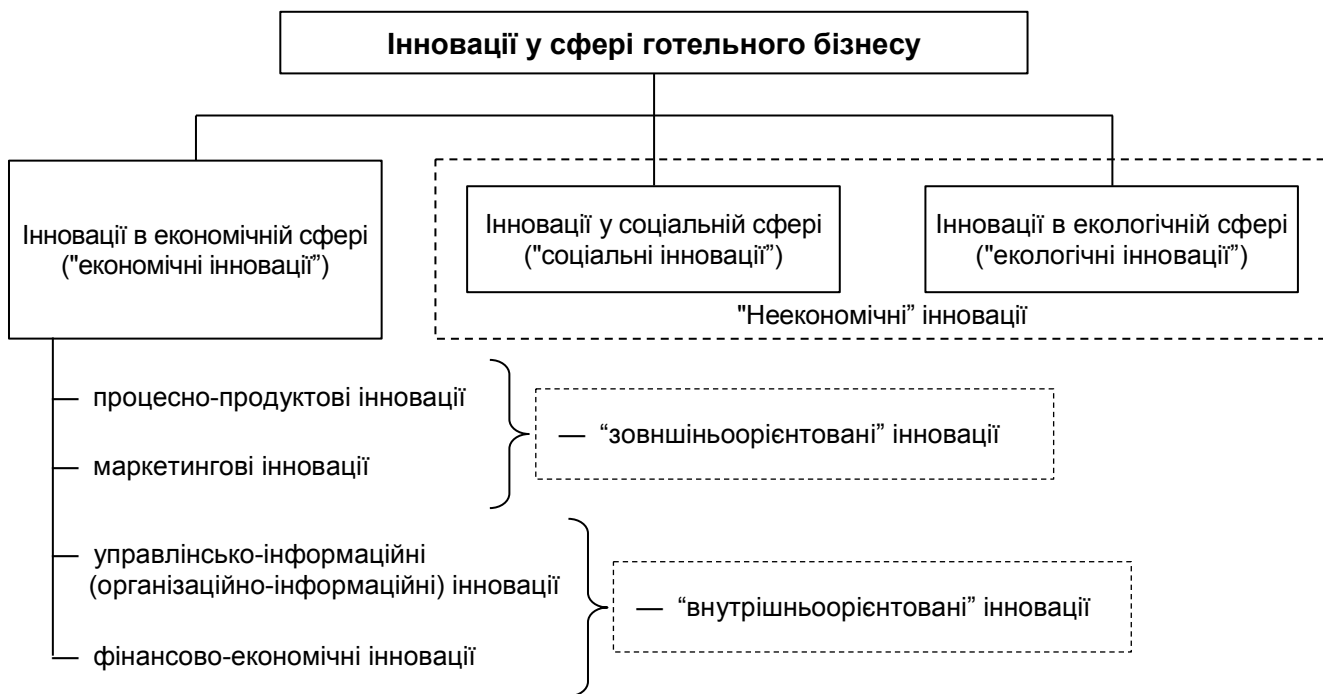 Інновації у сфері готельного бізнесу
Інновації в економічній сфері
("економічні інновації”)
Інновації у соціальній сфері
("соціальні інновації”)
Інновації в екологічній сфері
("екологічні інновації”)
"Неекономічні” інновації
— процесно-продуктові інновації
— маркетингові інновації
— “зовнішньоорієнтовані” інновації
— управлінсько-інформаційні
(організаційно-інформаційні) інновації
— фінансово-економічні інновації
— “внутрішньоорієнтовані” інновації